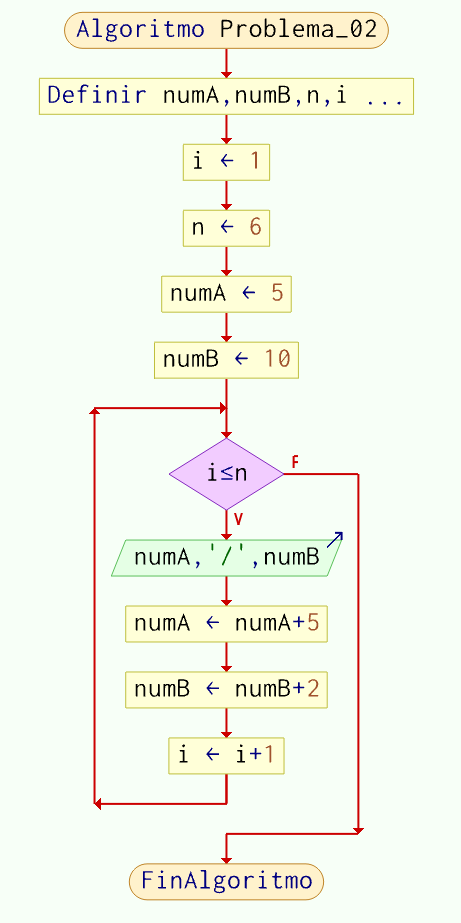 Algoritmo Problema_02
Definir numA,numB,n,i ...
i ← 1
n ← 6
numA ← 5
numB ← 10
i≤n
F
V
numA,'/',numB
numA ← numA+5
numB ← numB+2
i ← i+1
FinAlgoritmo